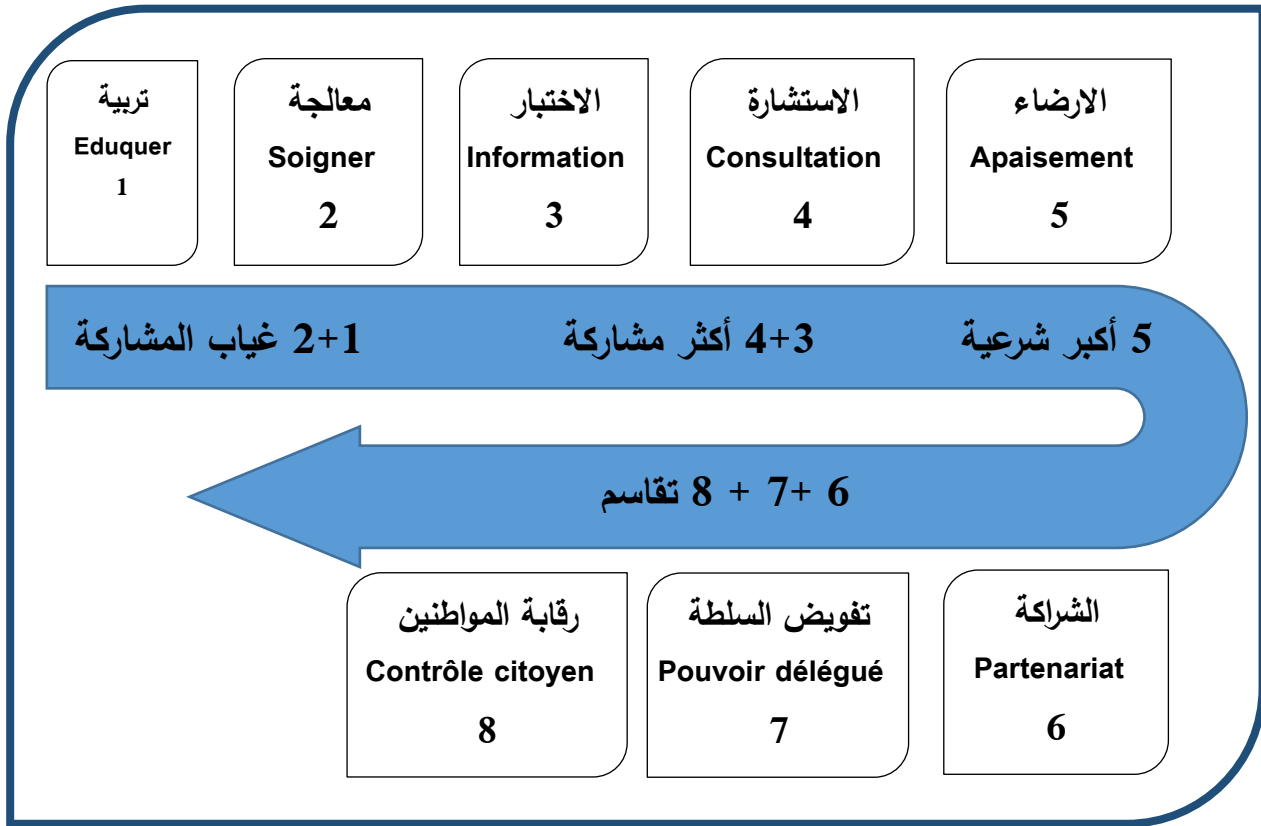 تربية
Eduquer
1
معالجة
Soigner
2
الاختبار
Information
3
الاستشارة
Consultation
4
الارضاء
Apaisement
5
1+2 غياب المشاركة
3+4 أكثر مشاركة
5 أكبر شرعية
6 +7 + 8 تقاسم
الشراكة
Partenariat
6
تفويض السلطة
Pouvoir délégué
7
رقابة المواطنين
Contrôle citoyen
8